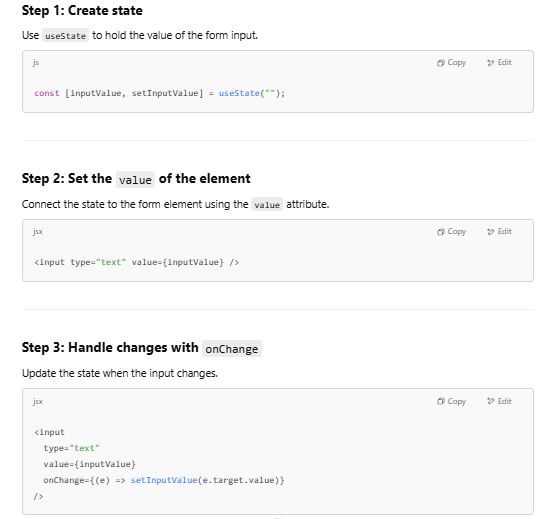 Step 1: Create state
Use useState to hold the value of the form input.
js Copy Edit
const [inputValue, setInputValue] = useState("");
Step 2: Set the value of the element
Connect the state to the form element using the value attribute.
jsx Copy Edit
<input type="text" value={inputValue} />
Step 3: Handle changes with onChange
Update the state when the input changes.
jsx Copy Edit
<input
type="text"
value={inputValue}
onChange={(e) => setInputValue(e.target.value)}
/>